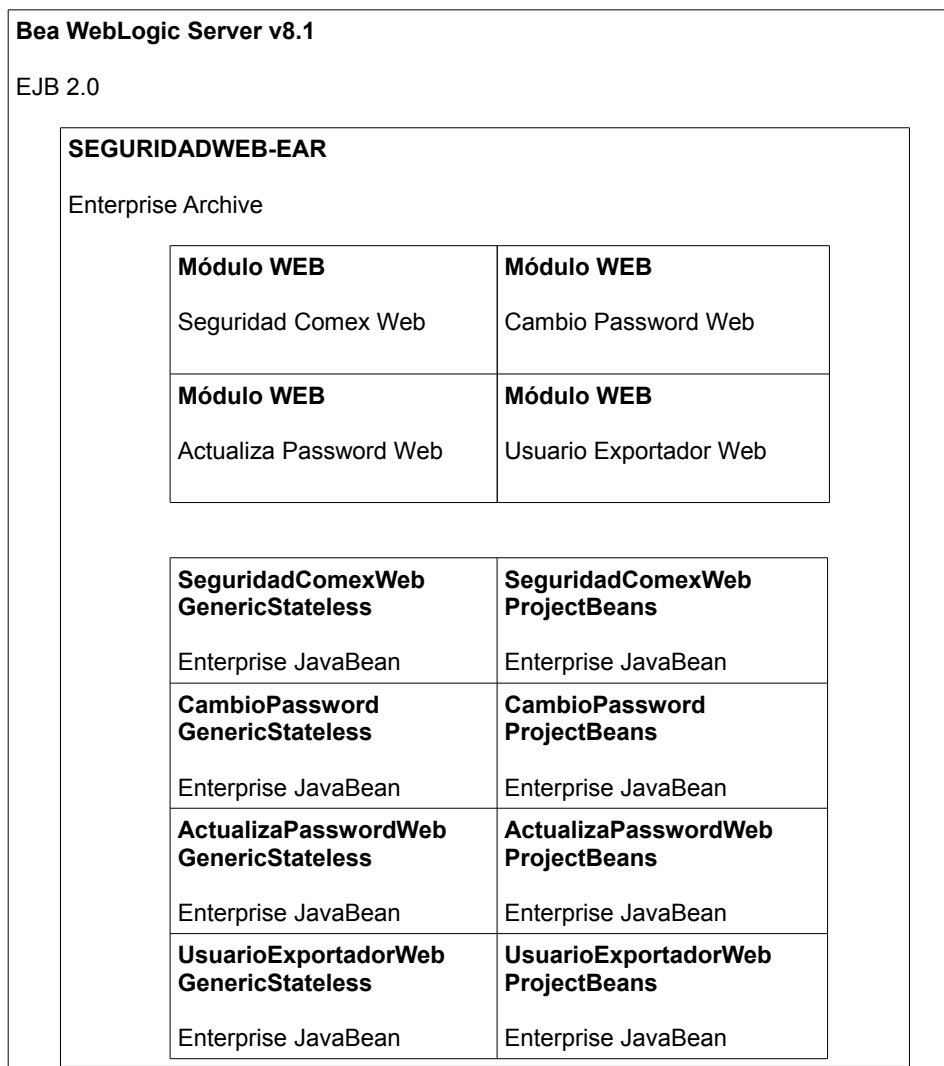 Bea WebLogic Server v8.1
EJB 2.0
SEGURIDADWEB-EAR
Enterprise Archive
Módulo WEB
Seguridad Comex Web
Módulo WEB
Cambio Password Web
Módulo WEB
Actualiza Password Web
Módulo WEB
Usuario Exportador Web
SeguridadComexWeb
GenericStateless
Enterprise JavaBean
SeguridadComexWeb
ProjectBeans
Enterprise JavaBean
CambioPassword
GenericStateless
Enterprise JavaBean
CambioPassword
ProjectBeans
Enterprise JavaBean
ActualizaPasswordWeb
GenericStateless
Enterprise JavaBean
ActualizaPasswordWeb
ProjectBeans
Enterprise JavaBean
UsuarioExportadorWeb
GenericStateless
Enterprise JavaBean
UsuarioExportadorWeb
ProjectBeans
Enterprise JavaBean